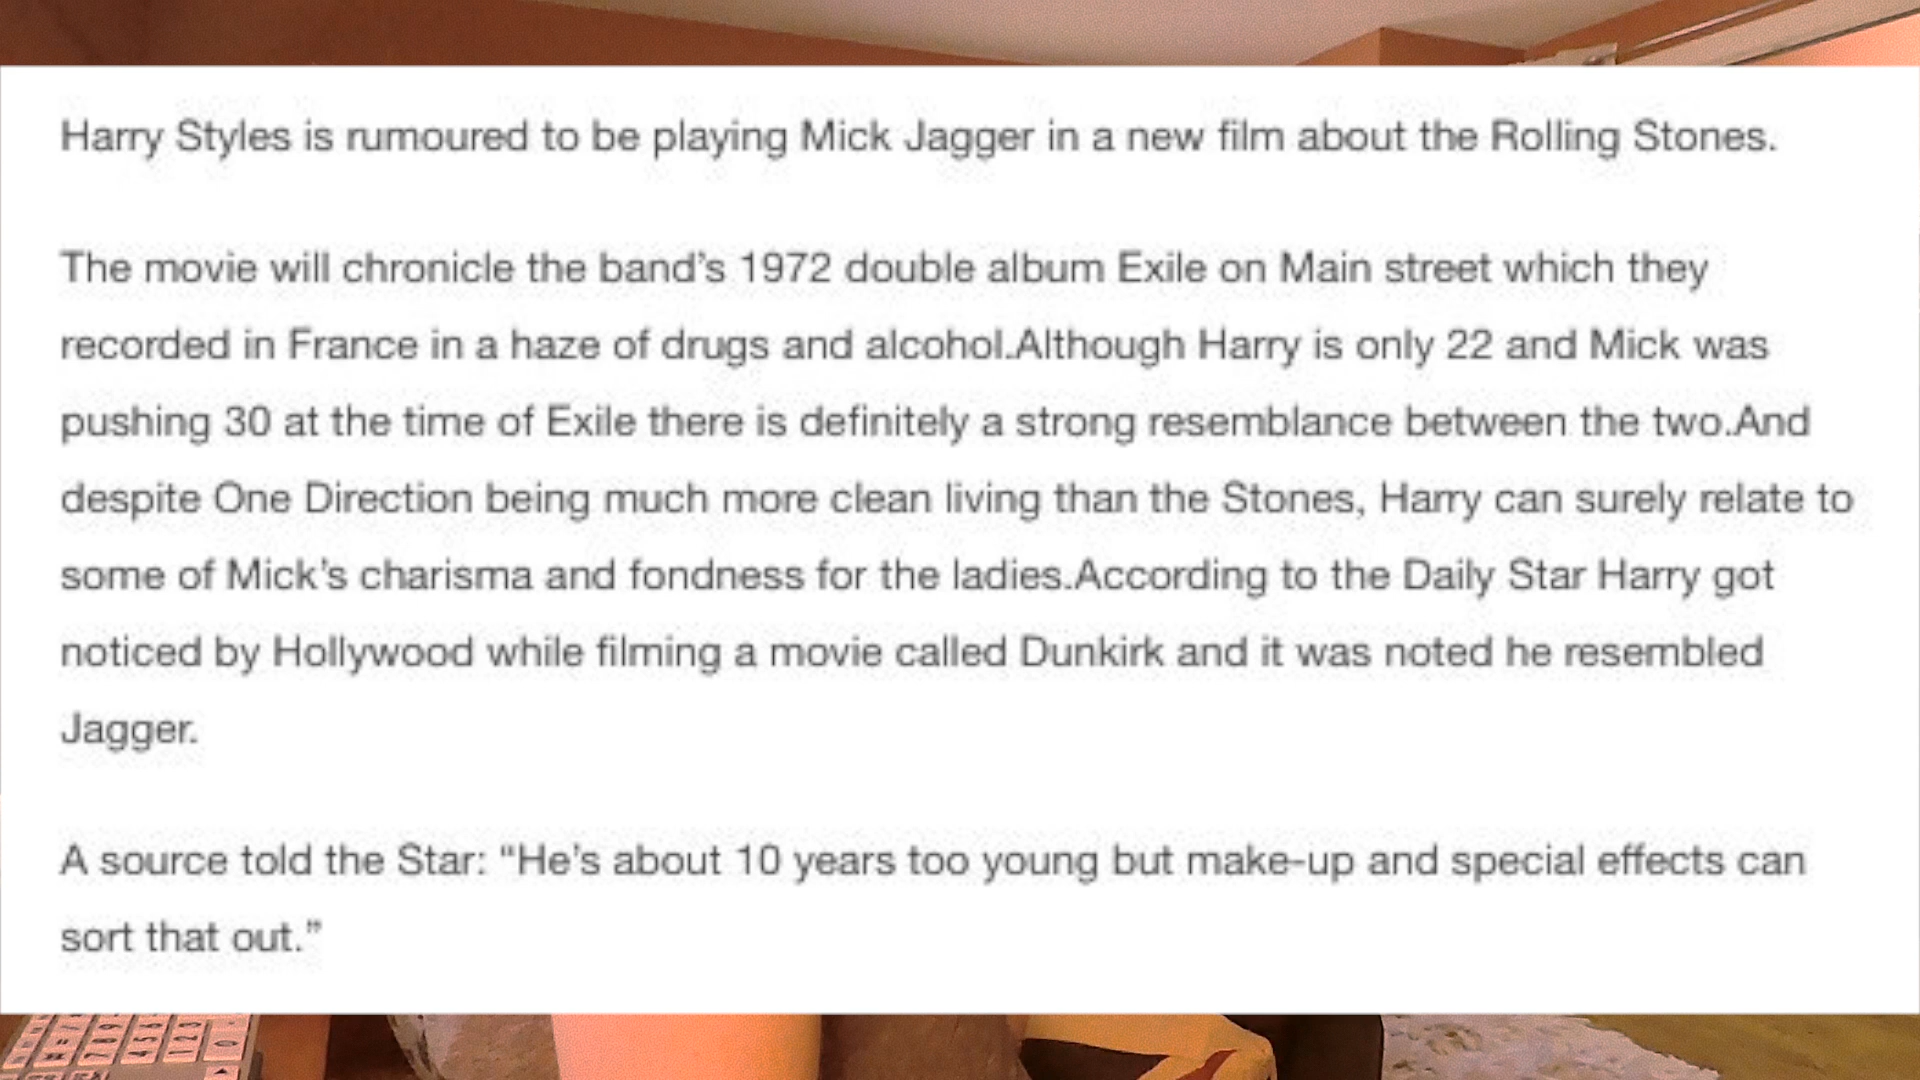 Harry Styles is rumoured to be playing Mick Jagger in a new film about the Rolling Stones.
The movie will chronicle the band’s 1972 double album Exile on Main street which they
recorded in France in a haze of drugs and alcohol.Although Harry is only 22 and Mick was
pushing 30 at the time of Exile there is definitely a strong resemblance between the two.And
despite One Direction being much more clean living than the Stones, Harry can surely relate to
some of Mick’s charisma and fondness for the ladies.According to the Daily Star Harry got
noticed by Hollywood while filming a movie called Dunkirk and it was noted he resembled
Jagger.
A source told the Star: “He’s about 10 years too young but make-up and special effects can
sort that out.”